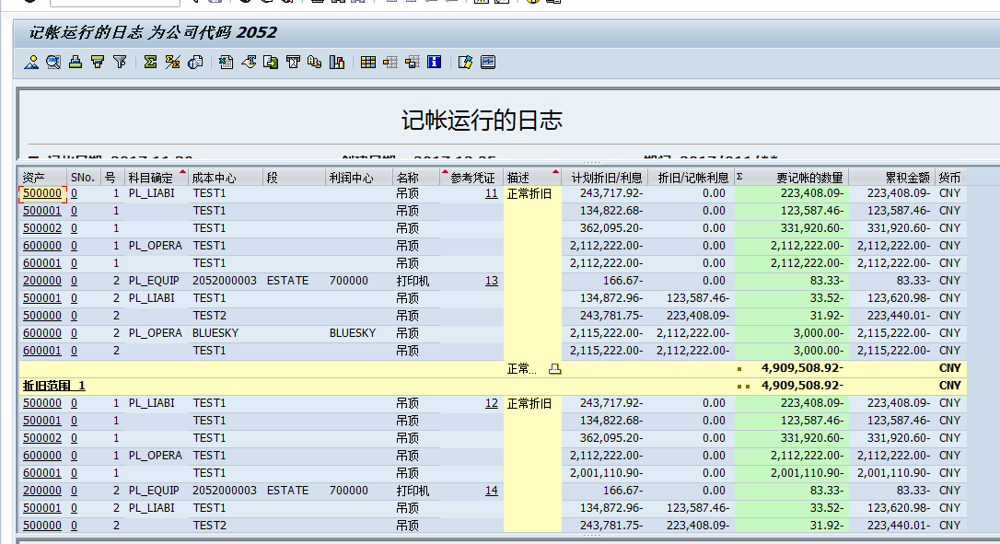 记帐运行的日志 为公司代码 2052
记帐运行的日志
资产 SNo. 号 科目确定 成本中心 段 利润中心 名称 参考凭证 描述 计划折旧/利息 折旧/记帐利息 Σ 要记帐的数量 累积金额 货币
500000 0 1 PL_LIABI TEST1 吊顶 11 正常折旧 243,717.92- 0.00 223,408.09- 223,408.09- CNY
500001 0 1 TEST1 吊顶 134,822.68- 0.00 123,587.46- 123,587.46- CNY
500002 0 1 TEST1 吊顶 362,095.20- 0.00 331,920.60- 331,920.60- CNY
600000 0 1 PL_OPERA TEST1 吊顶 2,112,222.00- 0.00 2,112,222.00- 2,112,222.00- CNY
600001 0 1 TEST1 吊顶 2,112,222.00- 0.00 2,112,222.00- 2,112,222.00- CNY
200000 0 2 PL_EQUIP 2052000003 ESTATE 700000 打印机 13 166.67- 0.00 83.33- 83.33- CNY
500001 0 2 PL_LIABI TEST1 吊顶 134,872.96- 123,587.46- 33.52- 123,620.98- CNY
500000 0 2 TEST2 吊顶 243,781.75- 223,408.09- 31.92- 223,440.01- CNY
600000 0 2 PL_OPERA BLUESKY BLUESKY 吊顶 2,115,222.00- 2,112,222.00- 3,000.00- 2,115,222.00- CNY
600001 0 2 TEST1 吊顶 2,115,222.00- 2,112,222.00- 3,000.00- 2,115,222.00- CNY
正常... 4,909,508.92- CNY
折旧范围 1 4,909,508.92- CNY
500000 0 1 PL_LIABI TEST1 吊顶 12 正常折旧 243,717.92- 0.00 223,408.09- 223,408.09- CNY
500001 0 1 TEST1 吊顶 134,822.68- 0.00 123,587.46- 123,587.46- CNY
500002 0 1 TEST1 吊顶 362,095.20- 0.00 331,920.60- 331,920.60- CNY
600000 0 1 PL_OPERA TEST1 吊顶 2,112,222.00- 0.00 2,112,222.00- 2,112,222.00- CNY
600001 0 1 TEST1 吊顶 2,112,222.00- 0.00 2,001,110.90- 2,001,110.90- CNY
200000 0 2 PL_EQUIP 2052000003 ESTATE 700000 打印机 14 166.67- 0.00 83.33- 83.33- CNY
500001 0 2 PL_LIABI TEST1 吊顶 134,872.96- 123,587.46- 33.52- 123,620.98- CNY
500000 0 2 TEST2 吊顶 243,781.75- 223,408.09- 31.92- 223,440.01- CNY